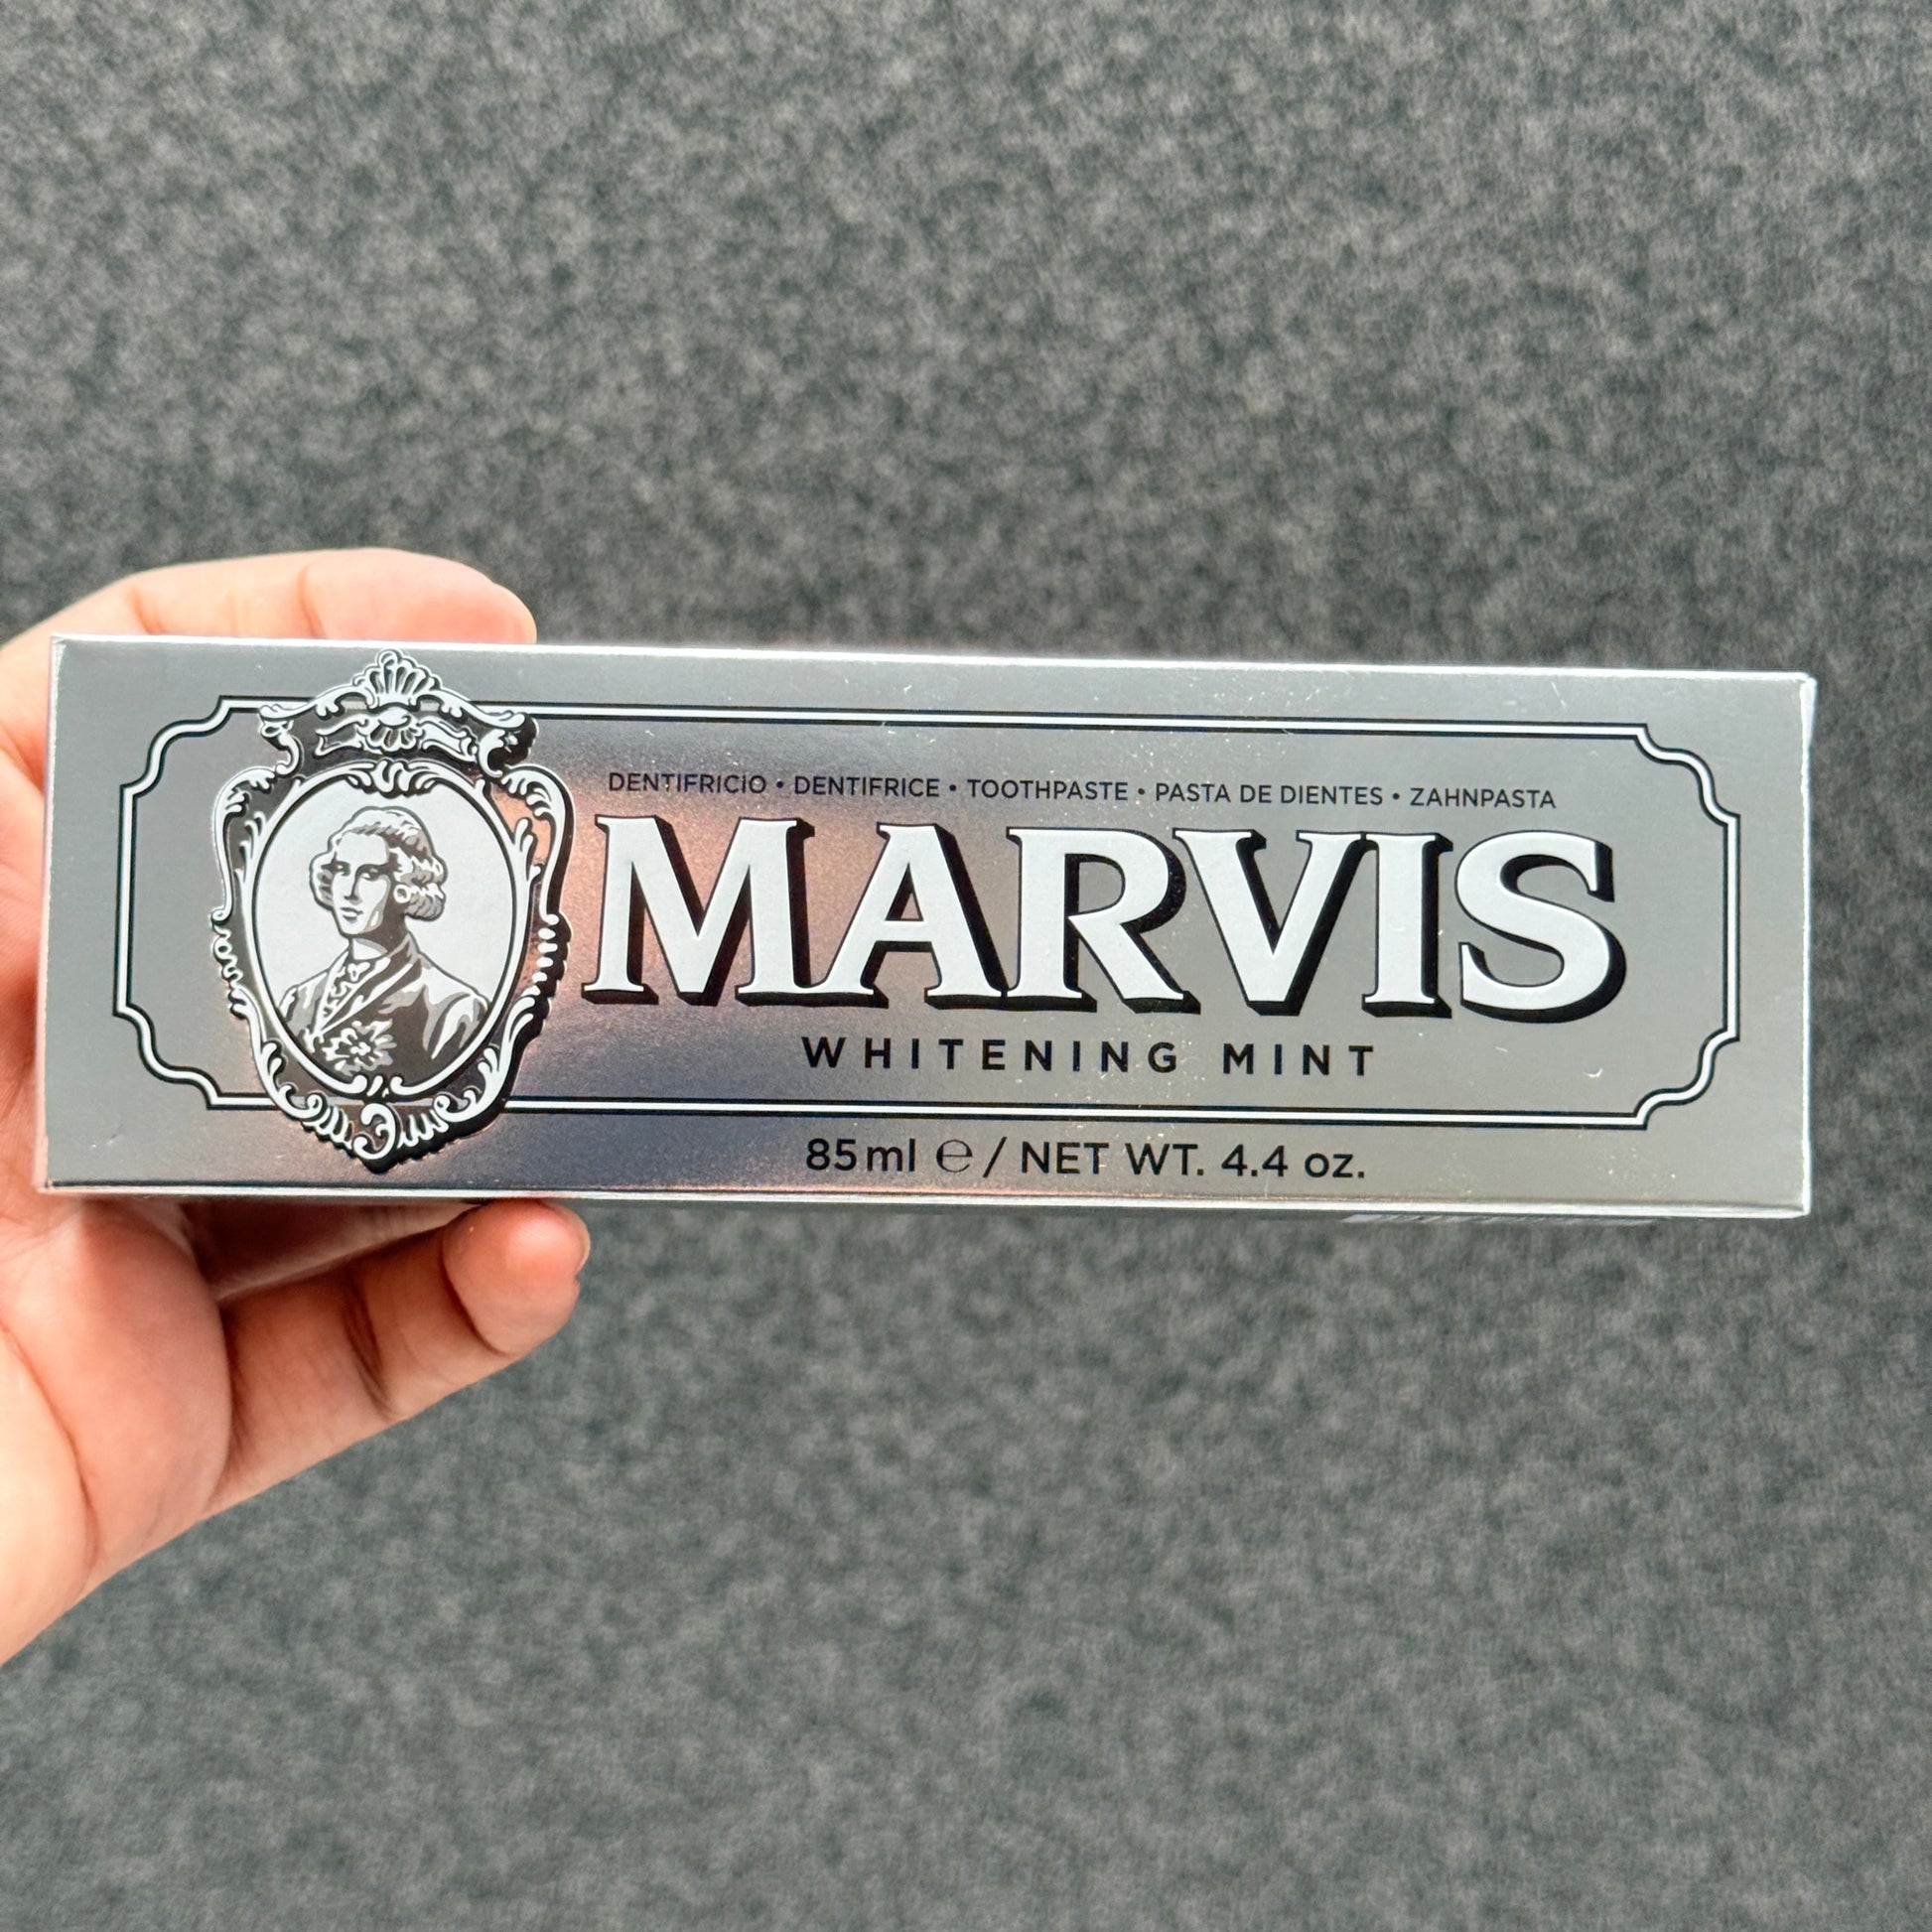 DENTIFRICIO • DENTIFRICE • TOOTHPASTE • PASTA DE DIENTES • ZAHNPASTA
MARVIS
WHITENING MINT
85ml ℮ / NET WT. 4.4 oz.